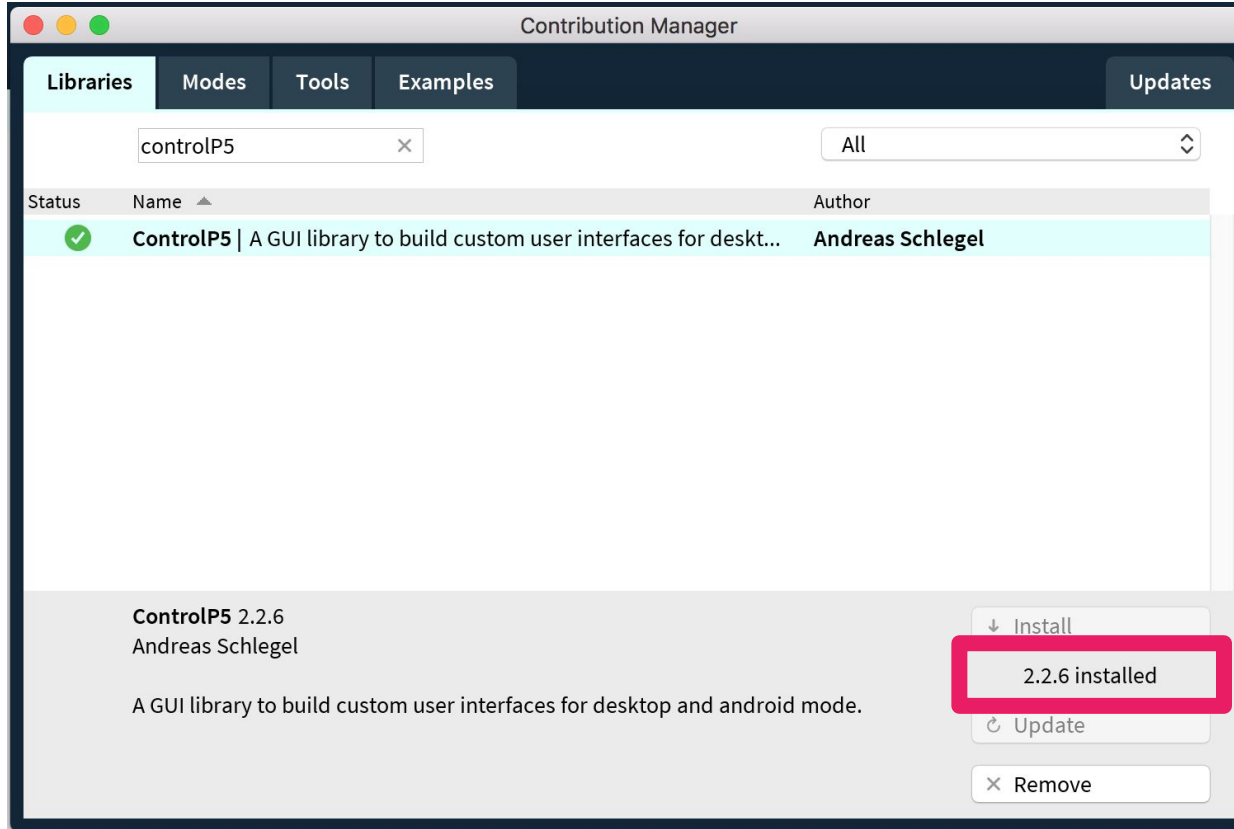 Contribution Manager
Libraries Modes Tools Examples Updates
controlP5 All
Status Name Author
ControlP5 | A GUI library to build custom user interfaces for deskt... Andreas Schlegel
ControlP5 2.2.6
Andreas Schlegel
A GUI library to build custom user interfaces for desktop and android mode.
Install
2.2.6 installed
Update
Remove